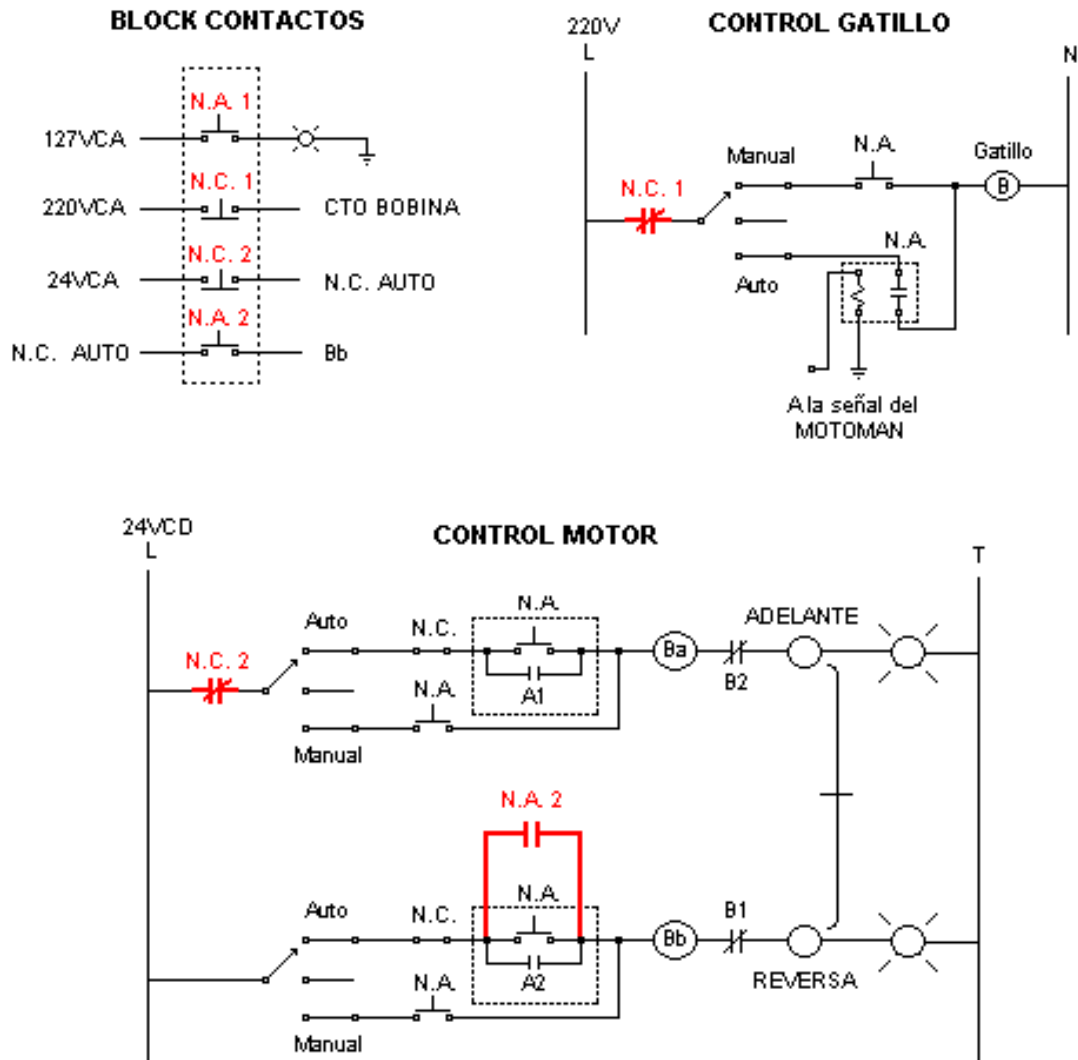 BLOCK CONTACTOS
N.A. 1
127VCA
N.C. 1
220VCA
CTO BOBINA
N.C. 2
24VCA
N.C. AUTO
N.A. 2
N.C. AUTO
Bb
CONTROL GATILLO
220V
L
N
N.C. 1
Manual
N.A.
Gatillo
B
Auto
N.A.
A la señal del
MOTOMAN
CONTROL MOTOR
24VCD
L
T
N.C. 2
Auto
N.C.
N.A.
A1
Ba
B2
ADELANTE
Manual
N.A.
N.A. 2
Auto
N.C.
N.A.
A2
Bb
B1
REVERSA
Manual
N.A.